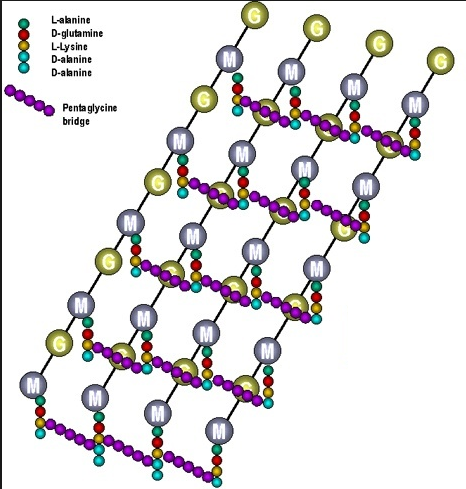 L-alanine
D-glutamine
L-Lysine
D-alanine
D-alanine
Pentaglycine
bridge
G G G G
M M M M
G G G G
M M M M
G G G G
M M M M
G G G G
M M M M
G G G G
M M M M